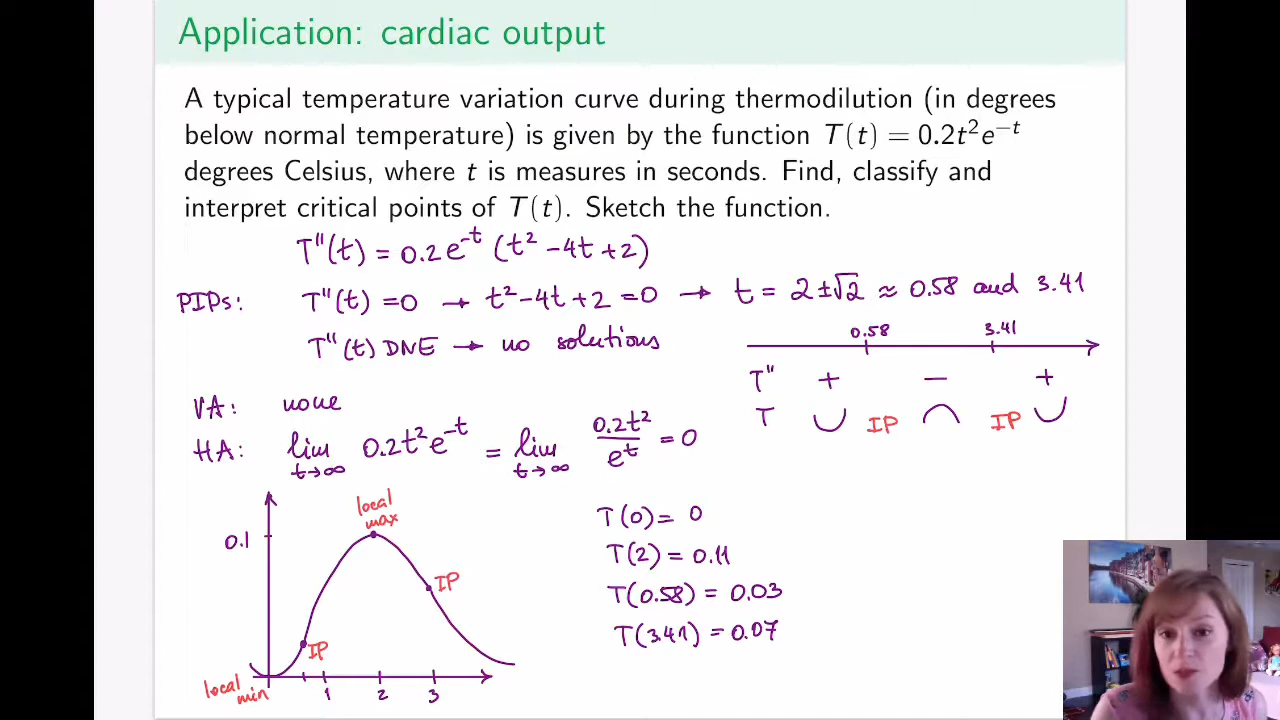 Application: cardiac output
A typical temperature variation curve during thermodilution (in degrees
below normal temperature) is given by the function T(t) = 0.2t²e⁻ᵗ
degrees Celsius, where t is measures in seconds. Find, classify and
interpret critical points of T(t). Sketch the function.
T''(t) = 0.2e⁻ᵗ (t² − 4t + 2)
PIPs: T''(t) = 0 → t² − 4t + 2 = 0 → t = 2 ± √2 ≈ 0.58 and 3.41
T''(t) DNE → no solutions
0.58 3.41
T'' + − +
T ∪ IP ∩ IP ∪
VA: none
HA: lim t→∞ 0.2t²e⁻ᵗ = lim t→∞ 0.2t²/eᵗ = 0
local
max
0.1
IP
IP
local
min
1 2 3
T(0) = 0
T(2) = 0.11
T(0.58) = 0.03
T(3.41) = 0.07